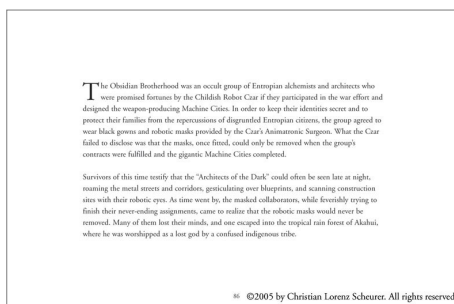 The Obsidian Brotherhood was an occult group of Entropian alchemists and architects who
were promised fortunes by the Childish Robot Czar if they participated in the war effort and
designed the weapon-producing Machine Cities. In order to keep their identities secret and to
protect their families from the repercussions of disgruntled Entropian citizens, the group agreed to
wear black gowns and robotic masks provided by the Czar's Animatronic Surgeon. What the Czar
failed to disclose was that the masks, once fitted, could only be removed when the group's
contracts were fulfilled and the gigantic Machine Cities completed.
Survivors of this time testify that the "Architects of the Dark" could often be seen late at night,
roaming the metal streets and corridors, gesticulating over blueprints, and scanning construction
sites with their robotic eyes. As time went by, the masked collaborators, while feverishly trying to
finish their never-ending assignments, came to realize that the robotic masks would never be
removed. Many of them lost their minds, and one escaped into the tropical rain forest of Akahui,
where he was worshipped as a lost god by a confused indigenous tribe.
86 ©2005 by Christian Lorenz Scheurer. All rights reserved